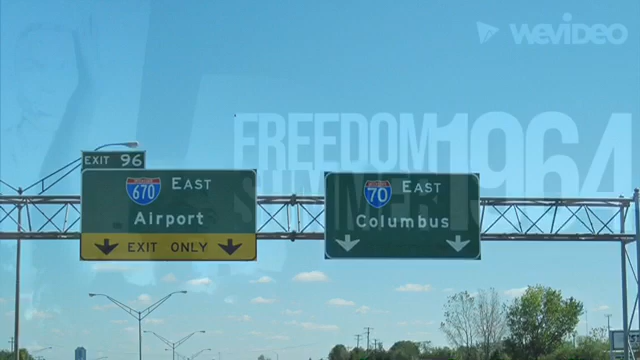 WEVIDEO
FREEDOM
SUMMER 1964
EXIT 96
670 EAST
Airport
EXIT ONLY
70 EAST
Columbus